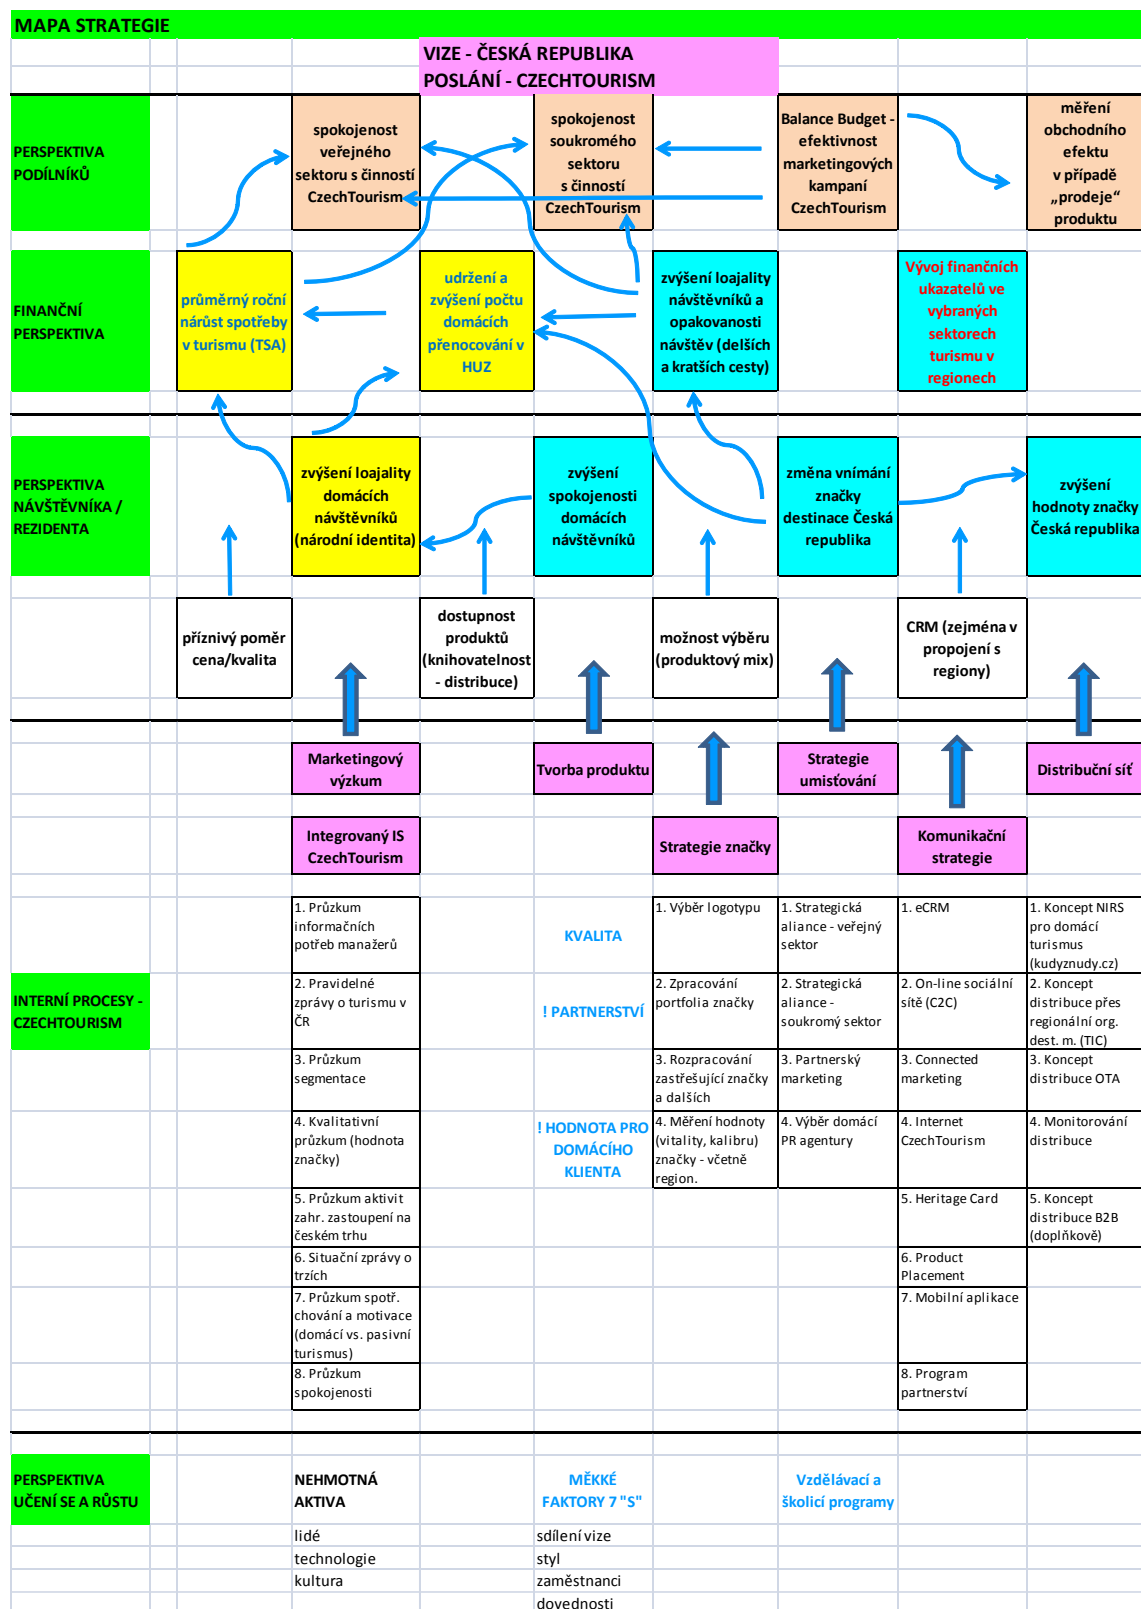 MAPA STRATEGIE
VIZE - ČESKÁ REPUBLIKA
POSLÁNÍ - CZECHTOURISM
PERSPEKTIVA
PODÍLNÍKŮ
spokojenost
veřejného
sektoru s činností
CzechTourism
spokojenost
soukromého
sektoru
s činností
CzechTourism
Balance Budget -
efektivnost
marketingových
kampaní
CzechTourism
měření
obchodního
efektu
v případě
„prodeje“
produktu
FINANČNÍ
PERSPEKTIVA
průměrný roční
nárůst spotřeby
v turismu (TSA)
udržení a
zvýšení počtu
domácích
přenocování v
HUZ
zvýšení loajality
návštěvníků a
opakovanosti
návštěv (delších
a kratších cesty)
Vývoj finančních
ukazatelů ve
vybraných
sektorech
turismu v
regionech
PERSPEKTIVA
NÁVŠTĚVNÍKA /
REZIDENTA
zvýšení loajality
domácích
návštěvníků
(národní identita)
zvýšení
spokojenosti
domácích
návštěvníků
změna vnímání
značky
destinace Česká
republika
zvýšení
hodnoty značky
Česká republika
příznivý poměr
cena/kvalita
dostupnost
produktů
(knihovatelnost
- distribuce)
možnost výběru
(produktový mix)
CRM (zejména v
propojení s
regiony)
Marketingový
výzkum
Tvorba produktu
Strategie
umisťování
Distribuční síť
Integrovaný IS
CzechTourism
Strategie značky
Komunikační
strategie
INTERNÍ PROCESY -
CZECHTOURISM
1. Průzkum
informačních
potřeb manažerů
KVALITA
1. Výběr logotypu
1. Strategická
aliance - veřejný
sektor
1. eCRM
1. Koncept NIRS
pro domácí
turismus
(kudyznudy.cz)
2. Pravidelné
zprávy o turismu v
ČR
! PARTNERSTVÍ
2. Zpracování
portfolia značky
2. Strategická
aliance -
soukromý sektor
2. On-line sociální
sítě (C2C)
2. Koncept
distribuce přes
regionální org.
dest. m. (TIC)
3. Průzkum
segmentace
3. Rozpracování
zastřešující značky
a dalších
3. Partnerský
marketing
3. Connected
marketing
3. Koncept
distribuce OTA
4. Kvalitativní
průzkum (hodnota
značky)
! HODNOTA PRO
DOMÁCÍHO
KLIENTA
4. Měření hodnoty
(vitality, kalibru)
značky - včetně
region.
4. Výběr domácí
PR agentury
4. Internet
CzechTourism
4. Monitorování
distribuce
5. Průzkum aktivit
zahr. zastoupení na
českém trhu
5. Heritage Card
5. Koncept
distribuce B2B
(doplňkově)
6. Situační zprávy o
trzích
6. Product
Placement
7. Průzkum spotř.
chování a motivace
(domácí vs. pasivní
turismus)
7. Mobilní aplikace
8. Průzkum
spokojenosti
8. Program
partnerství
PERSPEKTIVA
UČENÍ SE A RŮSTU
NEHMOTNÁ
AKTIVA
MĚKKÉ
FAKTORY 7 "S"
Vzdělávací a
školicí programy
lidé
sdílení vize
technologie
styl
kultura
zaměstnanci
dovednosti